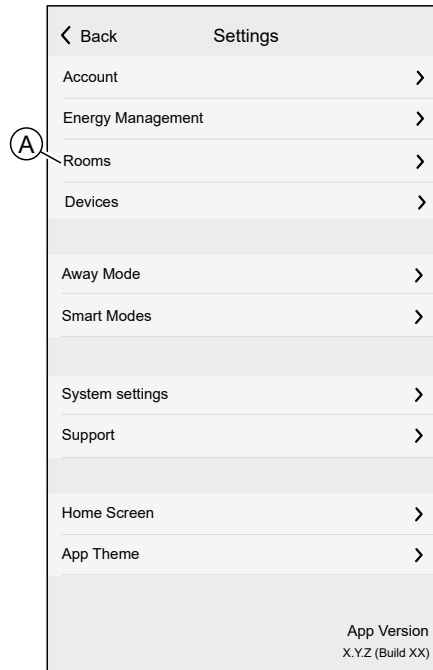 Back Settings
Account
Energy Management
A
Rooms
Devices
Away Mode
Smart Modes
System settings
Support
Home Screen
App Theme
App Version
X.Y.Z (Build XX)